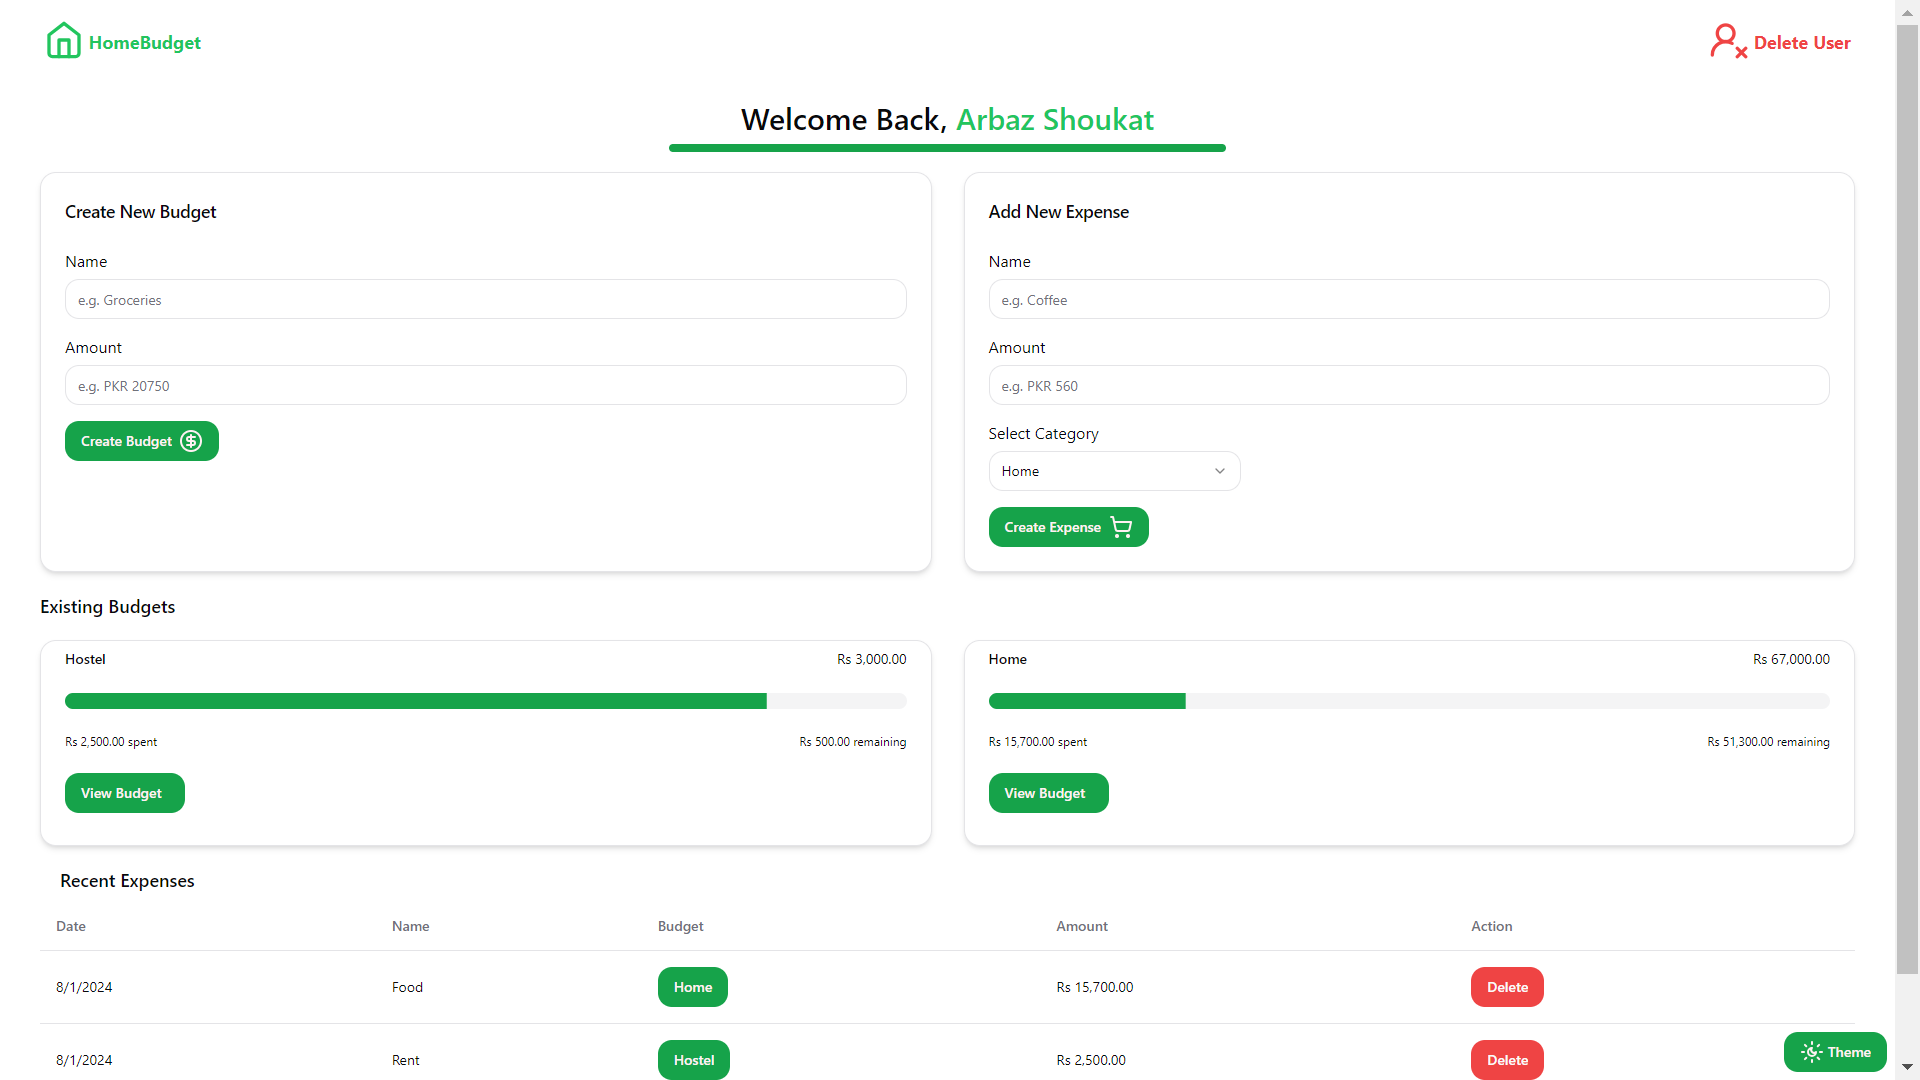 HomeBudget
Delete User
Welcome Back, Arbaz Shoukat
Create New Budget
Name
e.g. Groceries
Amount
e.g. PKR 20750
Create Budget
Add New Expense
Name
e.g. Coffee
Amount
e.g. PKR 560
Select Category
Home
Create Expense
Existing Budgets
Hostel Rs 3,000.00
Rs 2,500.00 spent Rs 500.00 remaining
View Budget
Home Rs 67,000.00
Rs 15,700.00 spent Rs 51,300.00 remaining
View Budget
Recent Expenses
Date Name Budget Amount Action
8/1/2024 Food Home Rs 15,700.00 Delete
8/1/2024 Rent Hostel Rs 2,500.00 Delete
Theme